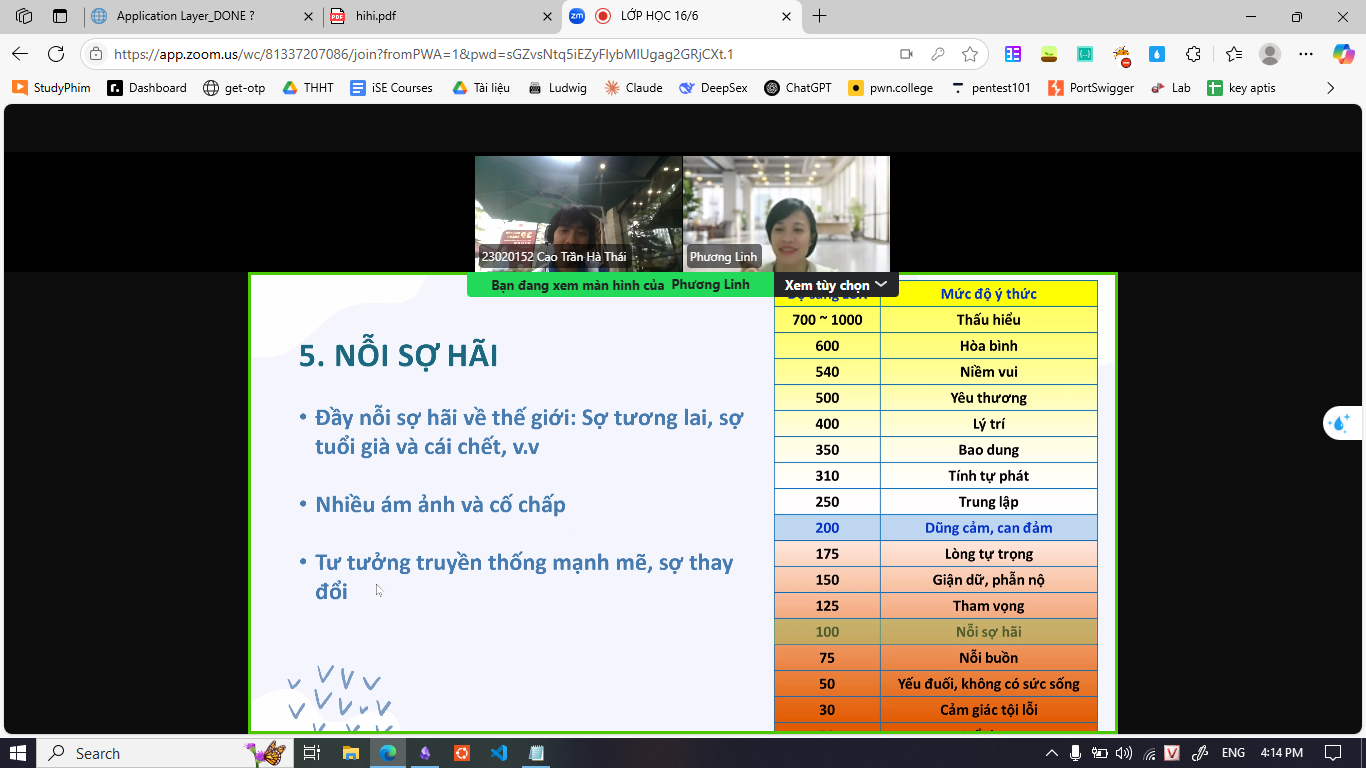 Application Layer_DONE ?
hihi.pdf
zm
LỚP HỌC 16/6
https://app.zoom.us/wc/81337207086/join?fromPWA=1&pwd=sGZvsNtq5iEZyFlybMIUgag2GRjCXt.1
StudyPhim
Dashboard
get-otp
THHT
iSE Courses
Tài liệu
Ludwig
Claude
DeepSex
ChatGPT
pwn.college
pentest101
PortSwigger
Lab
key aptis
23020152 Cao Trần Hà Thái
Phương Linh
Bạn đang xem màn hình của Phương Linh
Xem tùy chọn
5. NỖI SỢ HÃI
• Đầy nỗi sợ hãi về thế giới: Sợ tương lai, sợ
tuổi già và cái chết, v.v
• Nhiều ám ảnh và cố chấp
• Tư tưởng truyền thống mạnh mẽ, sợ thay
đổi
Mức độ ý thức
700 ~ 1000 Thấu hiểu
600 Hòa bình
540 Niềm vui
500 Yêu thương
400 Lý trí
350 Bao dung
310 Tính tự phát
250 Trung lập
200 Dũng cảm, can đảm
175 Lòng tự trọng
150 Giận dữ, phẫn nộ
125 Tham vọng
100 Nỗi sợ hãi
75 Nỗi buồn
50 Yếu đuối, không có sức sống
30 Cảm giác tội lỗi
Search
V
ENG
4:14 PM